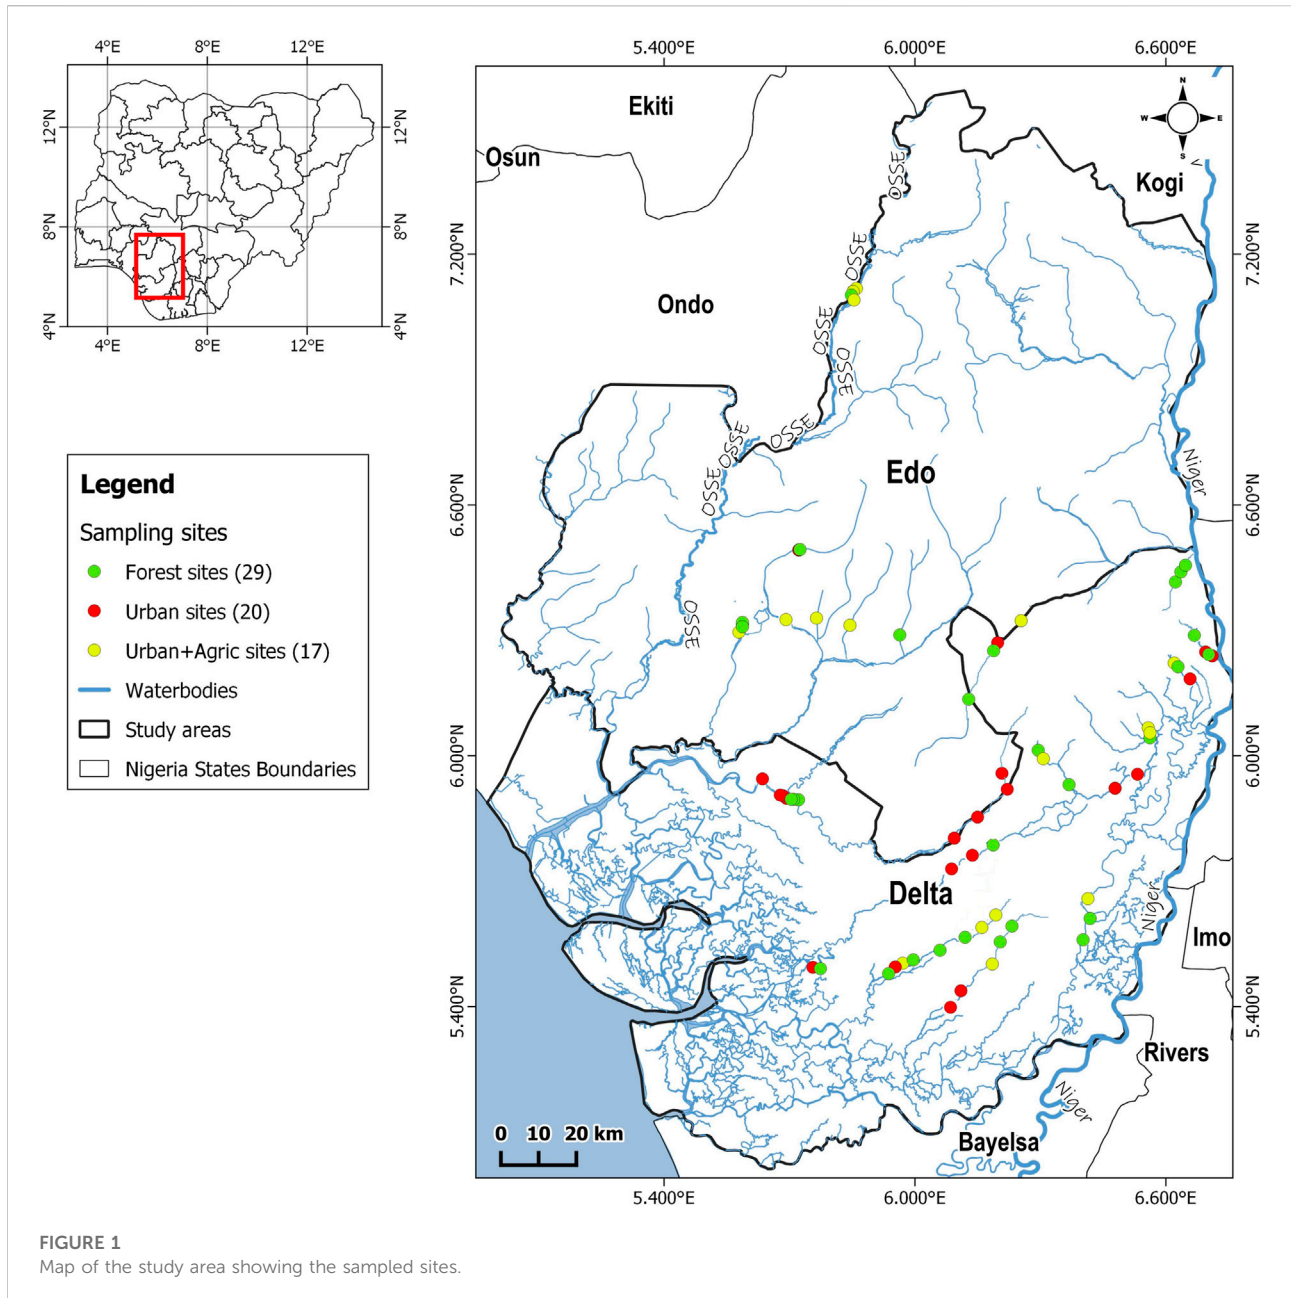 4°E 8°E 12°E
12°N 12°N
8°N 8°N
4°N 4°N
4°E 8°E 12°E
5.400°E 6.000°E 6.600°E
N
W E
S
Ekiti
Osun
Kogi
OSSE
7.200°N 7.200°N
OSSE
Ondo
OSSE
OSSE
OSSE
OSSE
OSSE
Edo
Niger
6.600°N 6.600°N
OSSE
6.000°N 6.000°N
Delta
Niger
Imo
5.400°N 5.400°N
Rivers
Niger
Bayelsa
0 10 20 km
5.400°E 6.000°E 6.600°E
Legend
Sampling sites
Forest sites (29)
Urban sites (20)
Urban+Agric sites (17)
Waterbodies
Study areas
Nigeria States Boundaries
FIGURE 1
Map of the study area showing the sampled sites.